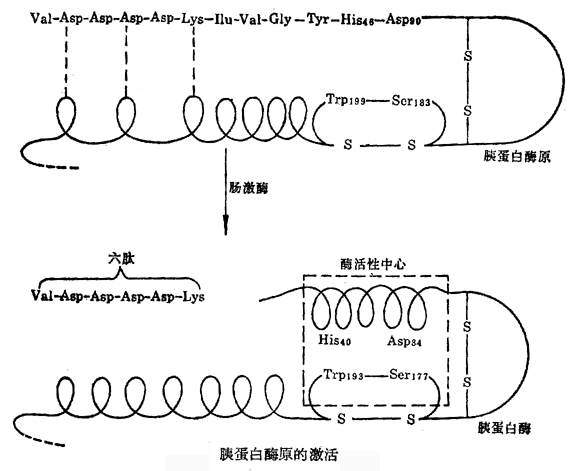 Val-Asp-Asp-Asp-Asp-Lys-Ilu-Val-Gly-Tyr-His46-Asp90
S
S
Trp199-Ser183
S S
胰蛋白酶原
肠激酶
六肽
Val-Asp-Asp-Asp-Asp-Lys
酶活性中心
His40 Asp84
S
S
Trp193-Ser177
S S
胰蛋白酶
胰蛋白酶原的激活